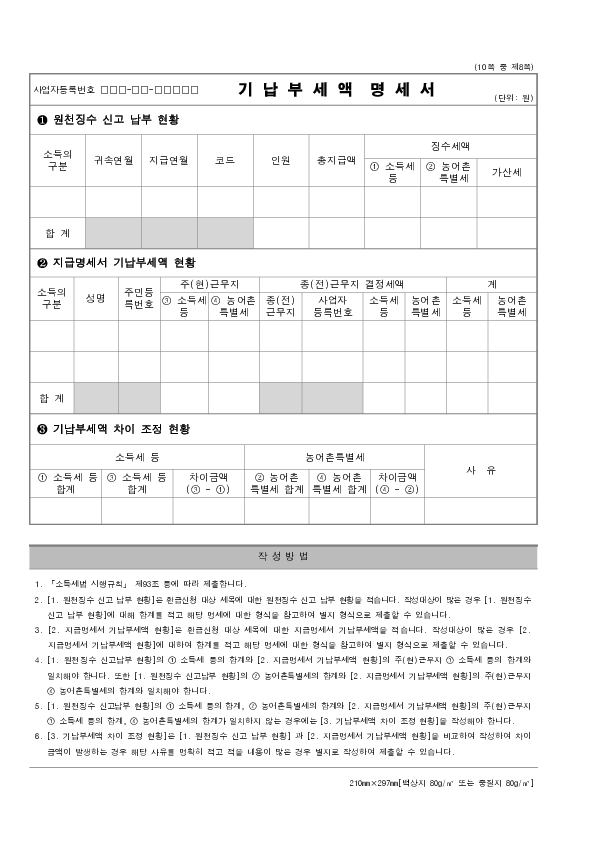 (10쪽 중 제8쪽)
사업자등록번호 □□□-□□-□□□□□ 기 납 부 세 액 명 세 서 (단위: 원)
❶ 원천징수 신고 납부 현황
소득의 구분 귀속연월 지급연월 코드 인원 총지급액 징수세액
① 소득세 등 ② 농어촌 특별세 가산세
합 계
❷ 지급명세서 기납부세액 현황
소득의 구분 성명 주민등록번호 주(현)근무지 종(전)근무지 결정세액 계
③ 소득세 등 ④ 농어촌 특별세 종(전) 근무지 사업자 등록번호 소득세 등 농어촌 특별세 소득세 등 농어촌 특별세
합 계
❸ 기납부세액 차이 조정 현황
소득세 등 농어촌특별세 사 유
① 소득세 등 합계 ③ 소득세 등 합계 차이금액 (③ - ①) ② 농어촌 특별세 합계 ④ 농어촌 특별세 합계 차이금액 (④ - ②)
작 성 방 법
1. 「소득세법 시행규칙」 제93조 등에 따라 제출합니다.
2. [1. 원천징수 신고 납부 현황]은 환급신청 대상 세목에 대한 원천징수 신고 납부 현황을 적습니다. 작성대상이 많은 경우 [1. 원천징수
신고 납부 현황]에 대해 합계를 적고 해당 명세에 대한 형식을 참고하여 별지 형식으로 제출할 수 있습니다.
3. [2. 지급명세서 기납부세액 현황]은 환급신청 대상 세목에 대한 지급명세서 기납부세액을 적습니다. 작성대상이 많은 경우 [2.
지급명세서 기납부세액 현황]에 대하여 합계를 적고 해당 명세에 대한 형식을 참고하여 별지 형식으로 제출할 수 있습니다.
4. [1. 원천징수 신고납부 현황]의 ① 소득세 등의 합계와 [2. 지급명세서 기납부세액 현황]의 주(현)근무지 ③ 소득세 등의 합계와
일치해야 합니다. 또한 [1. 원천징수 신고납부 현황]의 ② 농어촌특별세의 합계와 [2. 지급명세서 기납부세액 현황]의 주(현)근무지
④ 농어촌특별세의 합계와 일치해야 합니다.
5. [1. 원천징수 신고납부 현황]의 ① 소득세 등의 합계, ② 농어촌특별세의 합계와 [2. 지급명세서 기납부세액 현황]의 주(현)근무지
③ 소득세 등의 합계, ④ 농어촌특별세의 합계가 일치하지 않는 경우에는 [3. 기납부세액 차이 조정 현황]을 작성해야 합니다.
6. [3. 기납부세액 차이 조정 현황]은 [1. 원천징수 신고 납부 현황] 과 [2. 지급명세서 기납부세액 현황]을 비교하여 작성하여 차이
금액이 발생하는 경우 해당 사유를 명확히 적고 적을 내용이 많은 경우 별지로 작성하여 제출할 수 있습니다.
210㎜×297㎜[백상지 80g/㎡ 또는 중질지 80g/㎡]